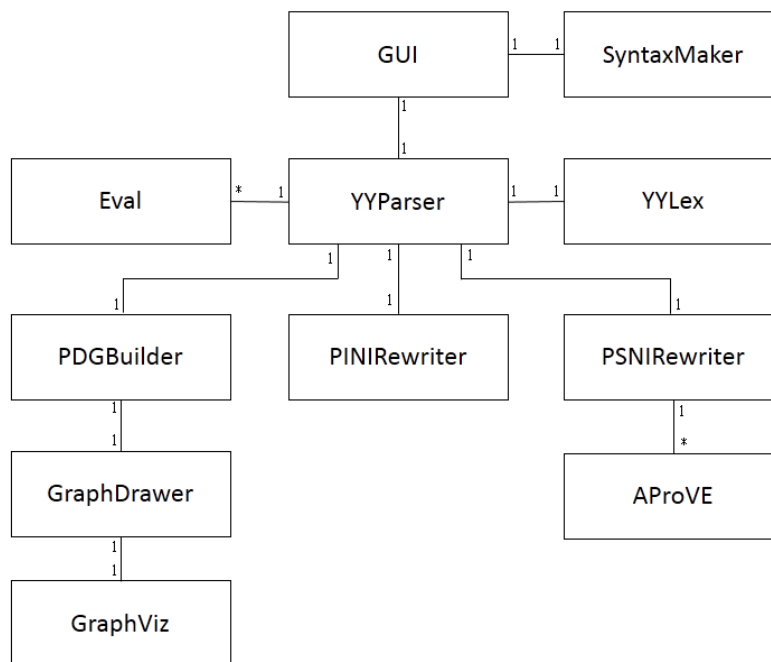 GUI
1
1
SyntaxMaker
1
1
Eval
*
1
YYParser
1
1
YYLex
1
1
1
1
1
1
PDGBuilder
PINIRewriter
PSNIRewriter
1
1
1
*
GraphDrawer
AProVE
1
1
GraphViz